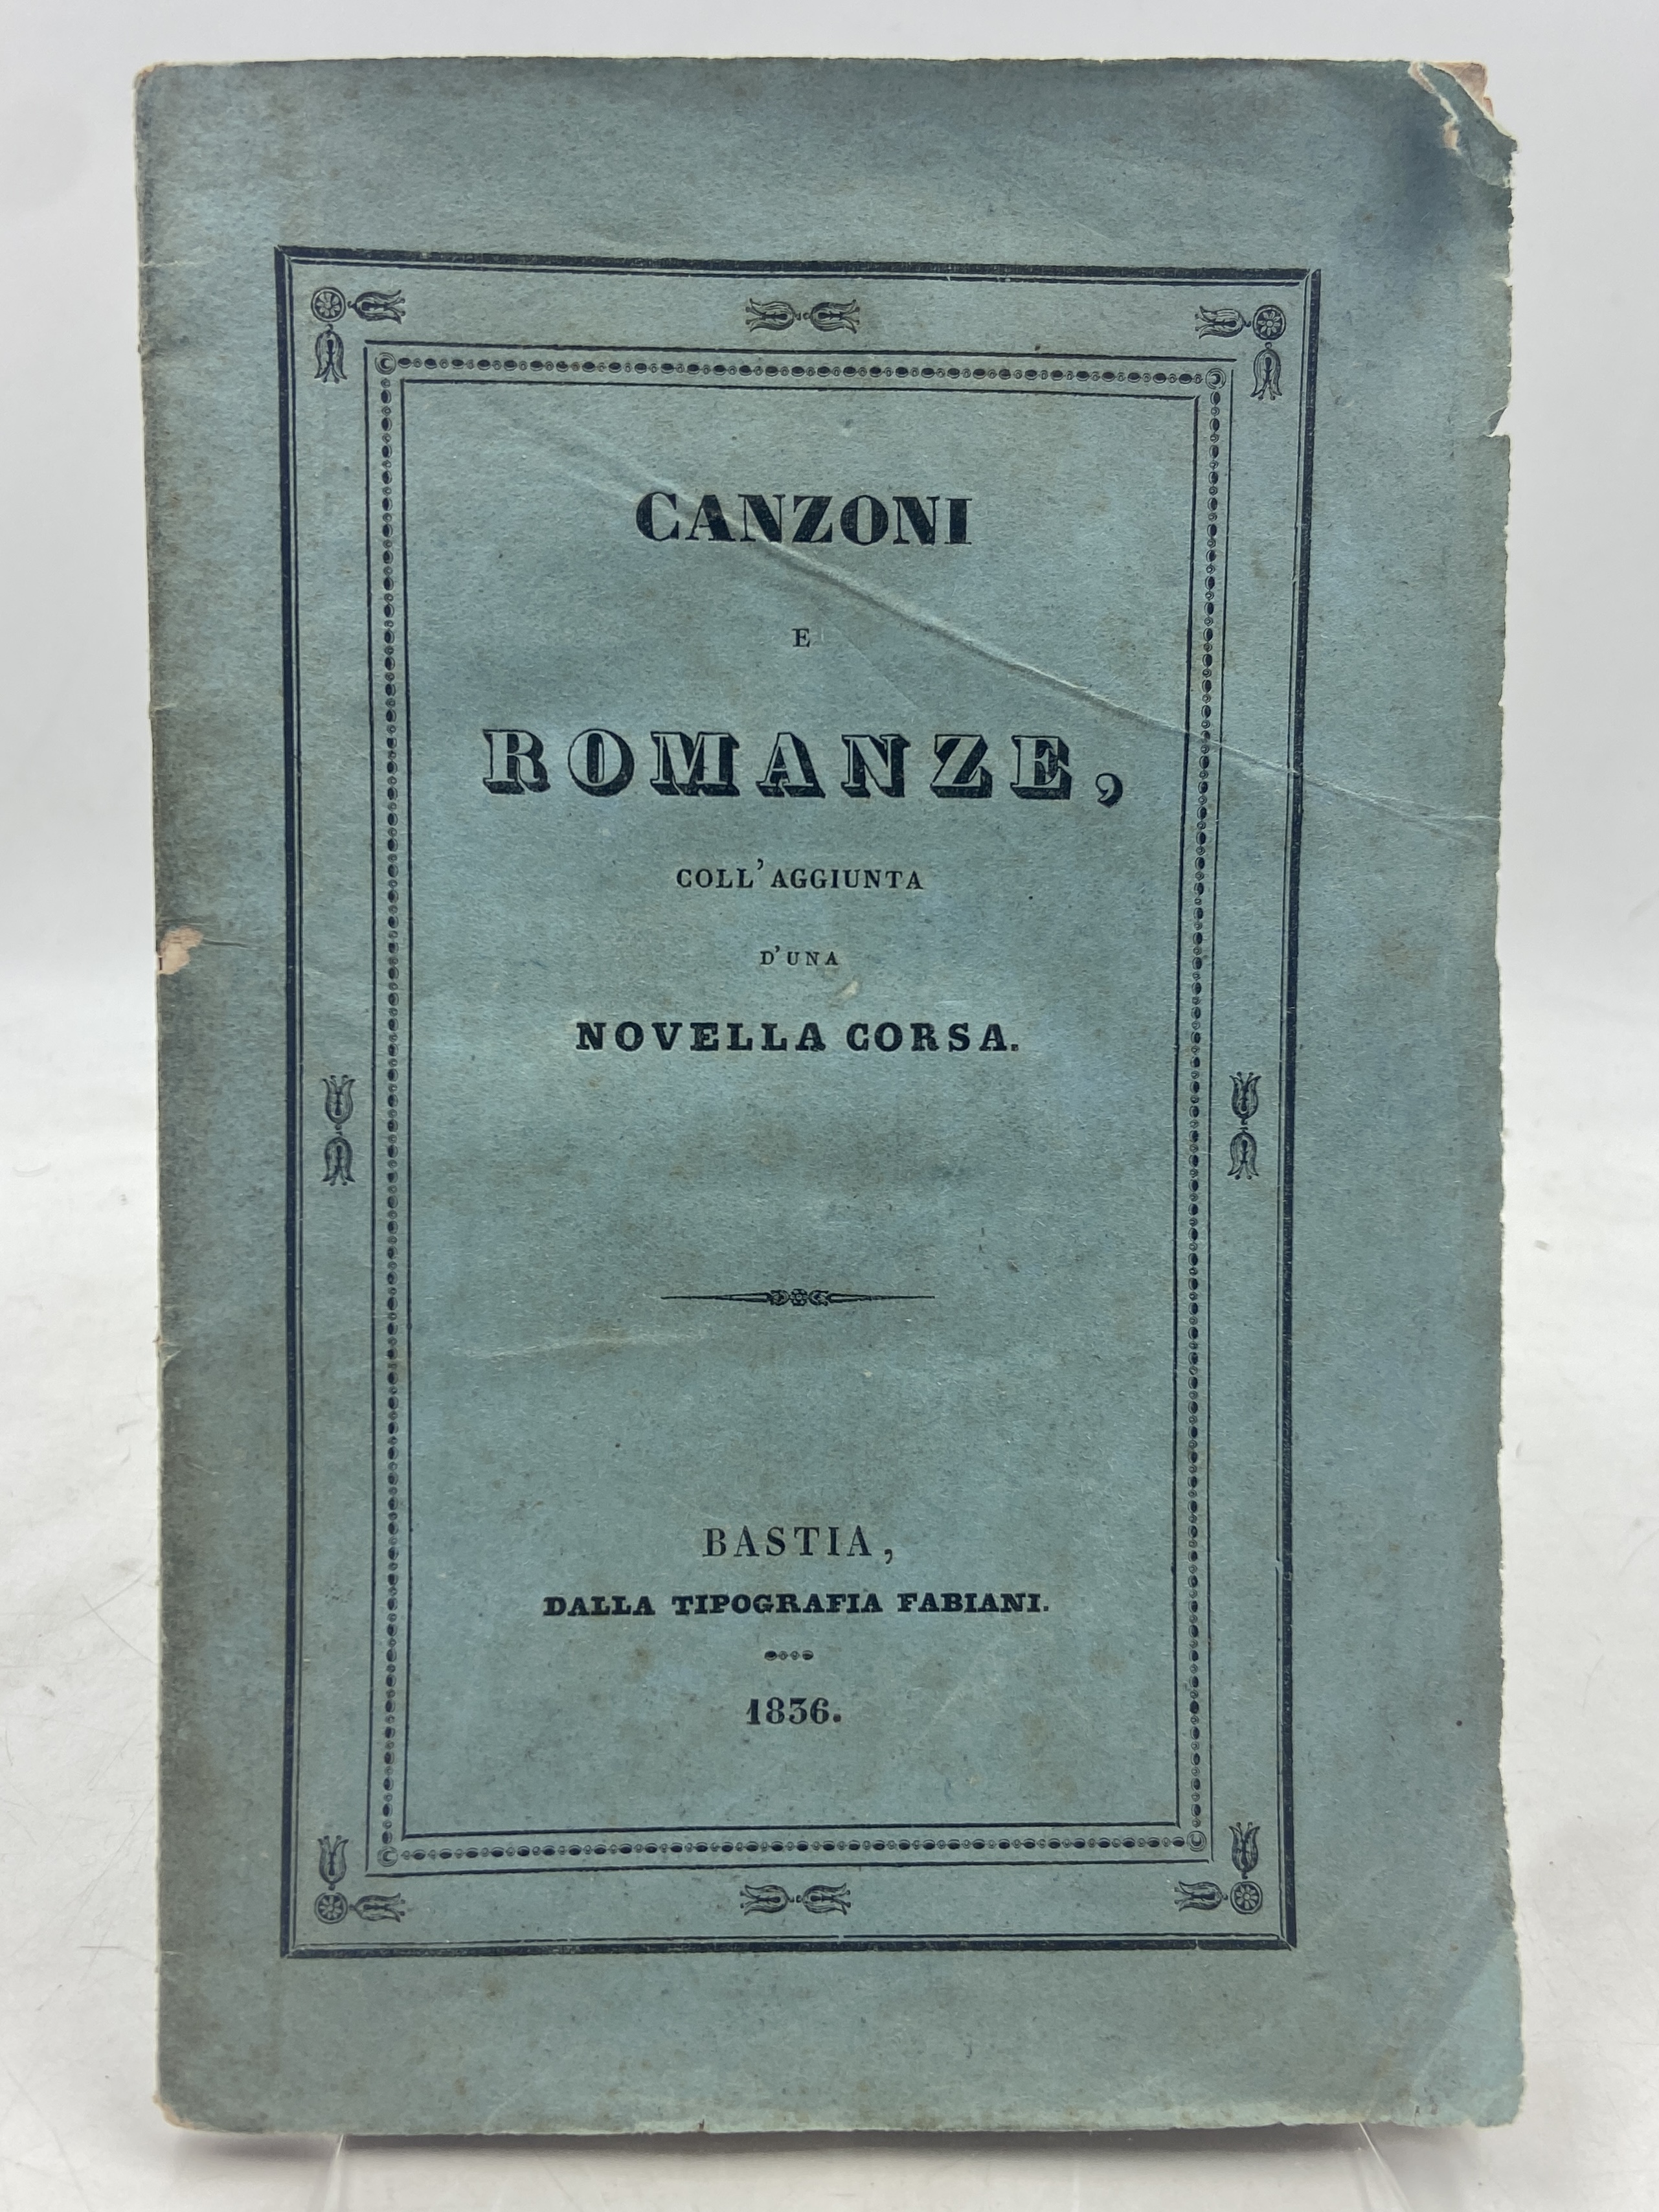 CANZONI
E
ROMANZE,
COLL'AGGIUNTA
D'UNA
NOVELLA CORSA.
BASTIA,
DALLA TIPOGRAFIA FABIANI.
1836.